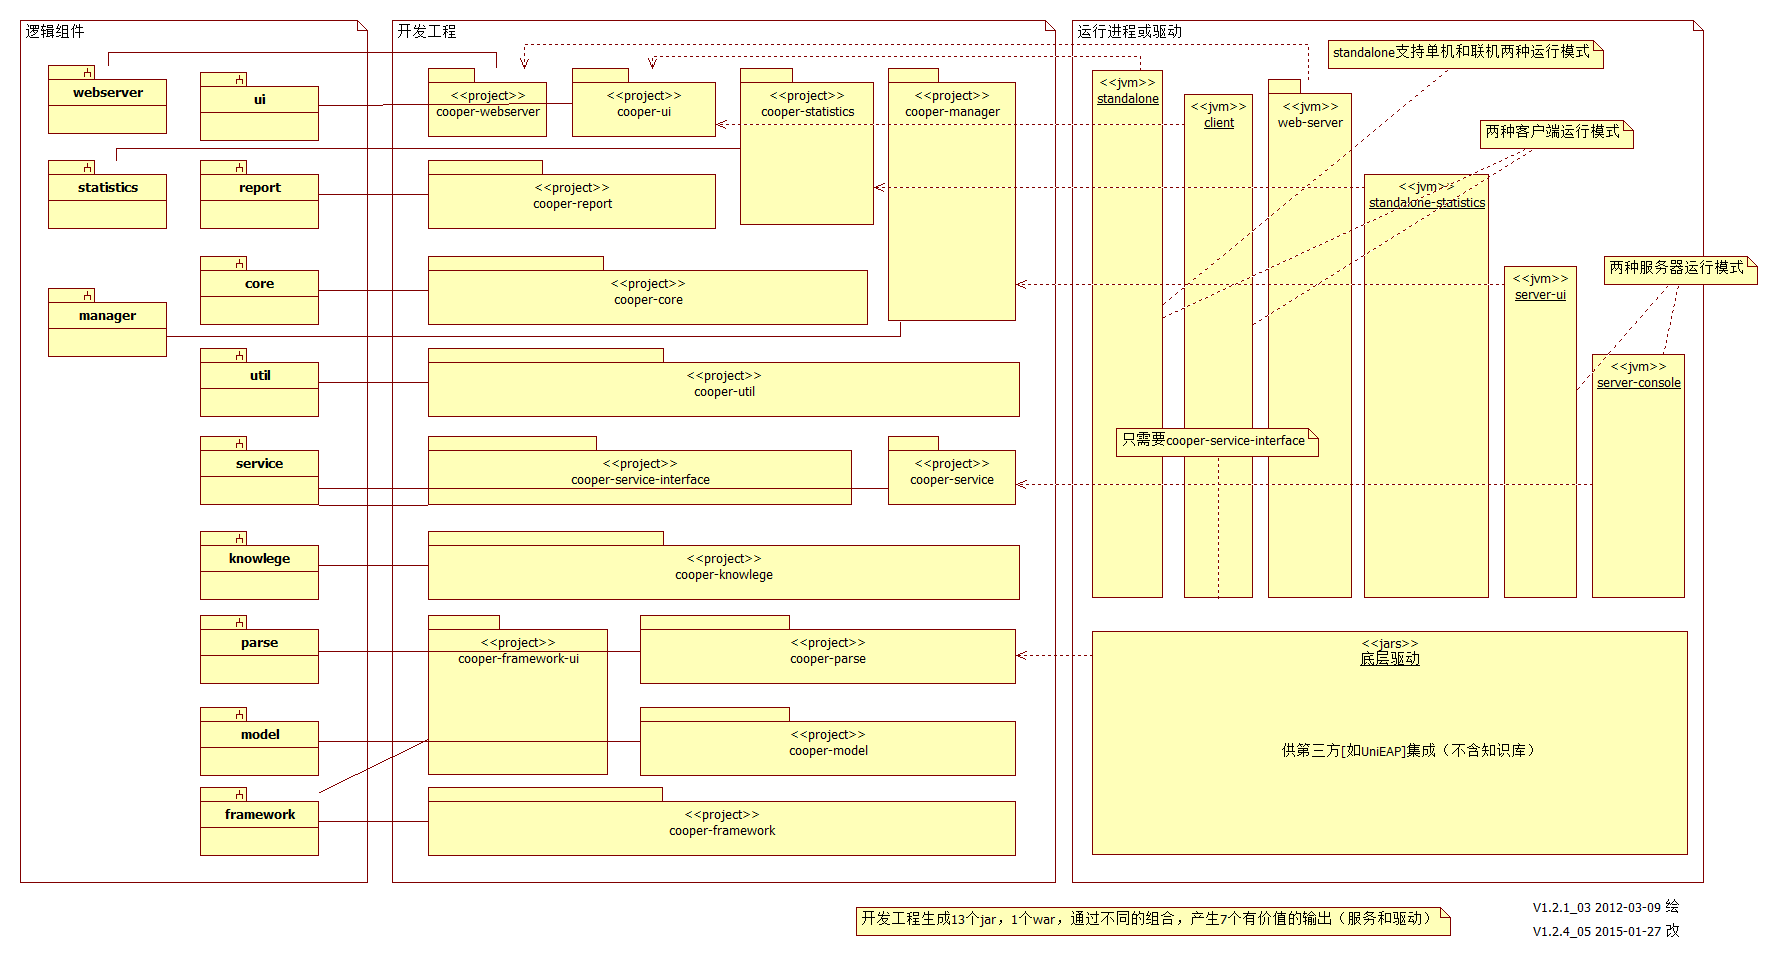 逻辑组件
webserver
ui
statistics
report
core
manager
util
service
knowlege
parse
model
framework
开发工程
<<project>>
cooper-webserver
<<project>>
cooper-ui
<<project>>
cooper-statistics
<<project>>
cooper-manager
<<project>>
cooper-report
<<project>>
cooper-core
<<project>>
cooper-util
<<project>>
cooper-service-interface
<<project>>
cooper-service
<<project>>
cooper-knowlege
<<project>>
cooper-framework-ui
<<project>>
cooper-parse
<<project>>
cooper-model
<<project>>
cooper-framework
运行进程或驱动
standalone支持单机和联机两种运行模式
<<jvm>>
standalone
<<jvm>>
client
<<jvm>>
web-server
两种客户端运行模式
<<jvm>>
standalone-statistics
两种服务器运行模式
<<jvm>>
server-ui
<<jvm>>
server-console
只需要cooper-service-interface
<<jars>>
底层驱动
供第三方[如UniEAP]集成（不含知识库）
开发工程生成13个jar，1个war，通过不同的组合，产生7个有价值的输出（服务和驱动）
V1.2.1_03 2012-03-09 绘
V1.2.4_05 2015-01-27 改